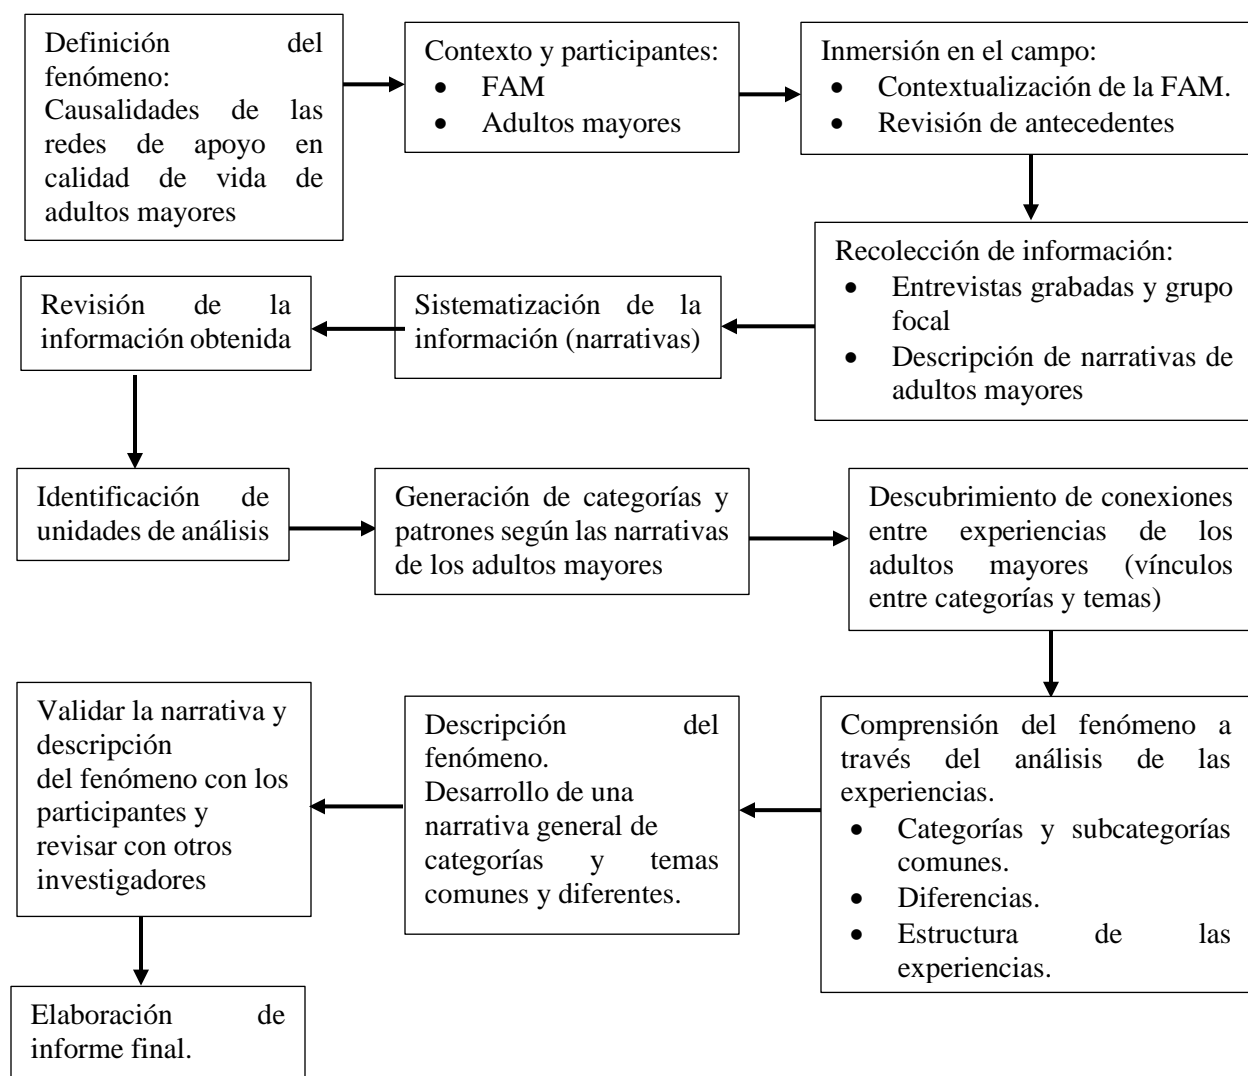 Definición del
fenómeno:
Causalidades de las
redes de apoyo en
calidad de vida de
adultos mayores
Contexto y participantes:
• FAM
• Adultos mayores
Inmersión en el campo:
• Contextualización de la FAM.
• Revisión de antecedentes
Recolección de información:
• Entrevistas grabadas y grupo
focal
• Descripción de narrativas de
adultos mayores
Sistematización de la
información (narrativas)
Revisión de la
información obtenida
Identificación de
unidades de análisis
Generación de categorías y
patrones según las narrativas
de los adultos mayores
Descubrimiento de conexiones
entre experiencias de los
adultos mayores (vínculos
entre categorías y temas)
Comprensión del fenómeno a
través del análisis de las
experiencias.
• Categorías y subcategorías
comunes.
• Diferencias.
• Estructura de las
experiencias.
Descripción del
fenómeno.
Desarrollo de una
narrativa general de
categorías y temas
comunes y diferentes.
Validar la narrativa y
descripción
del fenómeno con los
participantes y
revisar con otros
investigadores
Elaboración de
informe final.